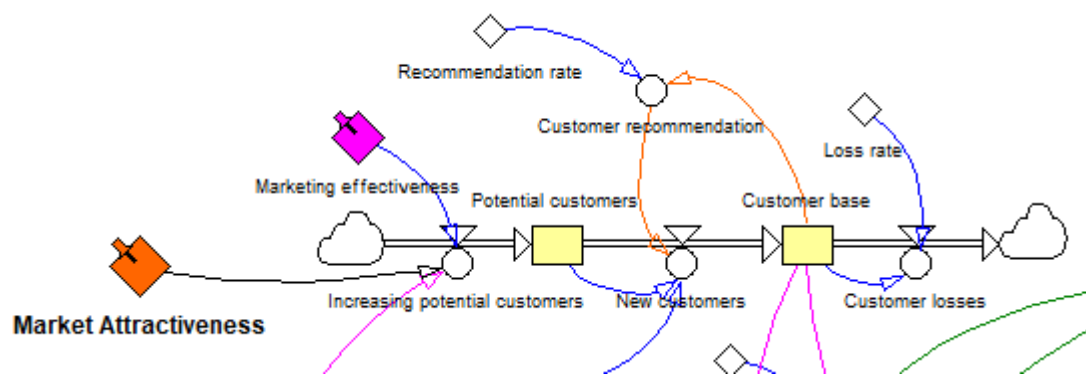 Recommendation rate
Customer recommendation
Loss rate
Marketing effectiveness
Potential customers
Customer base
Increasing potential customers
New customers
Customer losses
Market Attractiveness